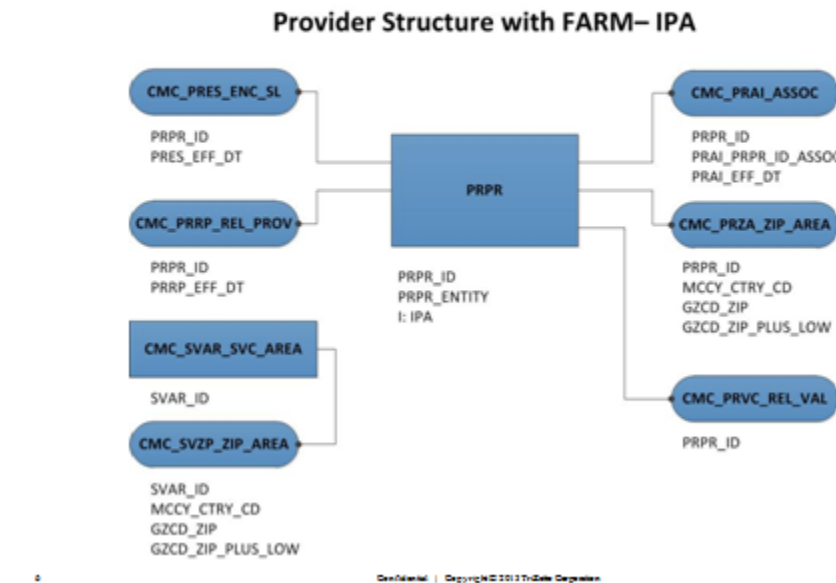 Provider Structure with FARM– IPA
CMC_PRES_ENC_SL
PRPR_ID
PRES_EFF_DT
CMC_PRRP_REL_PROV
PRPR_ID
PRRP_EFF_DT
CMC_SVAR_SVC_AREA
SVAR_ID
CMC_SVZP_ZIP_AREA
SVAR_ID
MCCY_CTRY_CD
GZCD_ZIP
GZCD_ZIP_PLUS_LOW
PRPR
PRPR_ID
PRPR_ENTITY
I: IPA
CMC_PRAI_ASSOC
PRPR_ID
PRAI_PRPR_ID_ASSOC
PRAI_EFF_DT
CMC_PRZA_ZIP_AREA
PRPR_ID
MCCY_CTRY_CD
GZCD_ZIP
GZCD_ZIP_PLUS_LOW
CMC_PRVC_REL_VAL
PRPR_ID
Confidential | Copyright © 2013 TriZetto Corporation